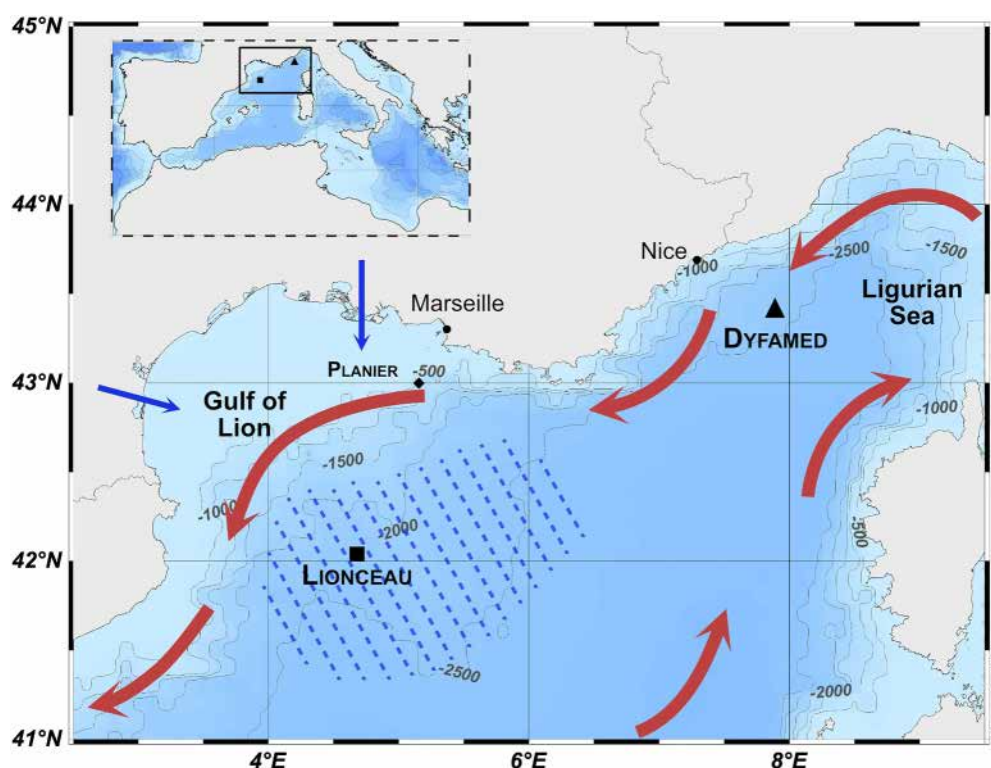 45°N
44°N
Nice
-1000
-2500
-1500
Ligurian
Sea
DYFAMED
Marseille
PLANIER
-500
43°N
Gulf of
Lion
-1000
-1500
-1000
-2000
-500
42°N
LIONCEAU
-2500
-2000
41°N
4°E
6°E
8°E